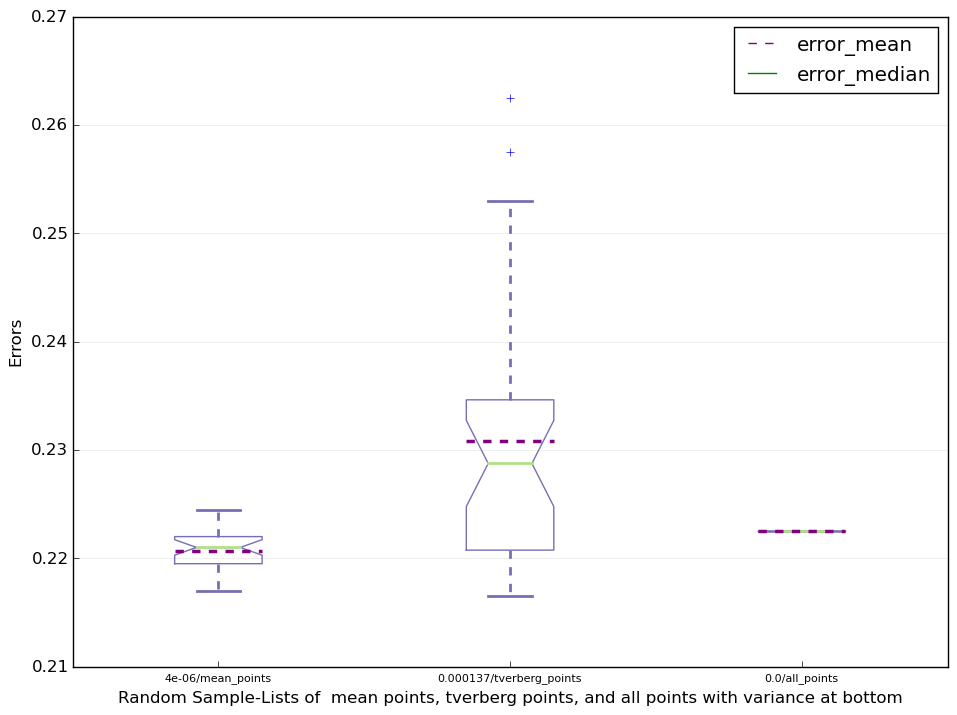 0.27
error_mean
error_median
0.26
0.25
0.24
Errors
0.23
0.22
0.21
4e-06/mean_points 0.000137/tverberg_points 0.0/all_points
Random Sample-Lists of  mean points, tverberg points, and all points with variance at bottom